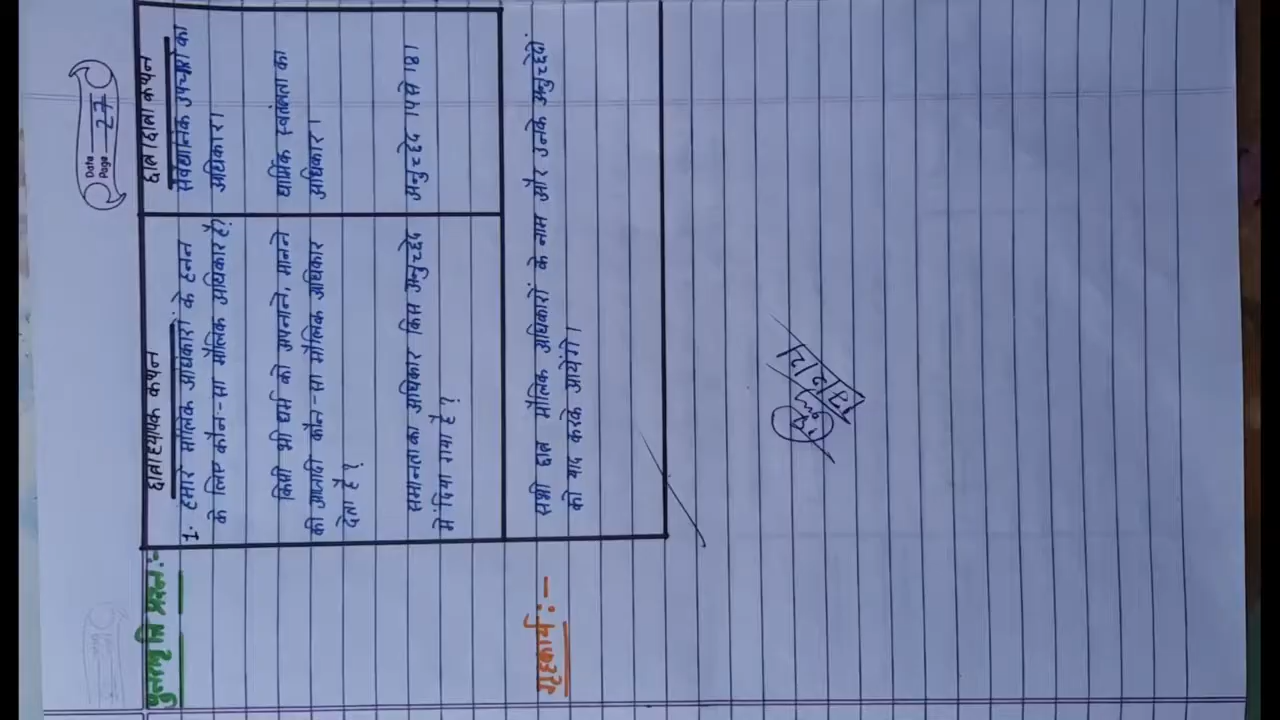 Date
Page 27
पुनरावृत्ति प्रश्न:-
छात्राध्यापक कथन
छात्र/छात्रा कथन
1. हमारे मौलिक अधिकारों के हनन
के लिए कौन-सा मौलिक अधिकार है?
संवैधानिक उपचारों का
अधिकार।
किसी भी धर्म को अपनाने, मानने
की आजादी कौन-सा मौलिक अधिकार
देता है?
धार्मिक स्वतंत्रता का
अधिकार।
समानता का अधिकार किस अनुच्छेद
में दिया गया है?
अनुच्छेद 14 से 18।
गृहकार्य:-
सभी छात्र मौलिक अधिकारों के नाम और उनके अनुच्छेदों
को याद करके आयेंगे।